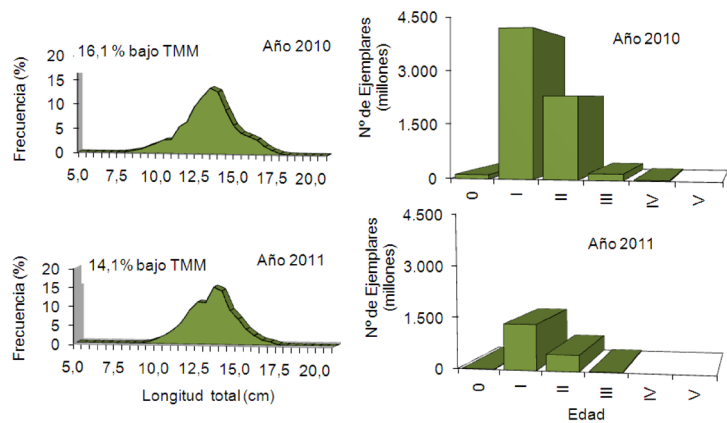 16,1 % bajo TMM
Año 2010
Frecuencia (%)
20
15
10
5
0
5,0 7,5 10,0 12,5 15,0 17,5 20,0
Nº de Ejemplares
(millones)
Año 2010
4.500
3.000
1.500
0
0 I II III IV V
14,1% bajo TMM
Año 2011
Frecuencia (%)
20
15
10
5
0
5,0 7,5 10,0 12,5 15,0 17,5 20,0
Longitud total (cm)
Nº de Ejemplares
(millones)
Año 2011
4.500
3.000
1.500
0
0 I II III IV V
Edad